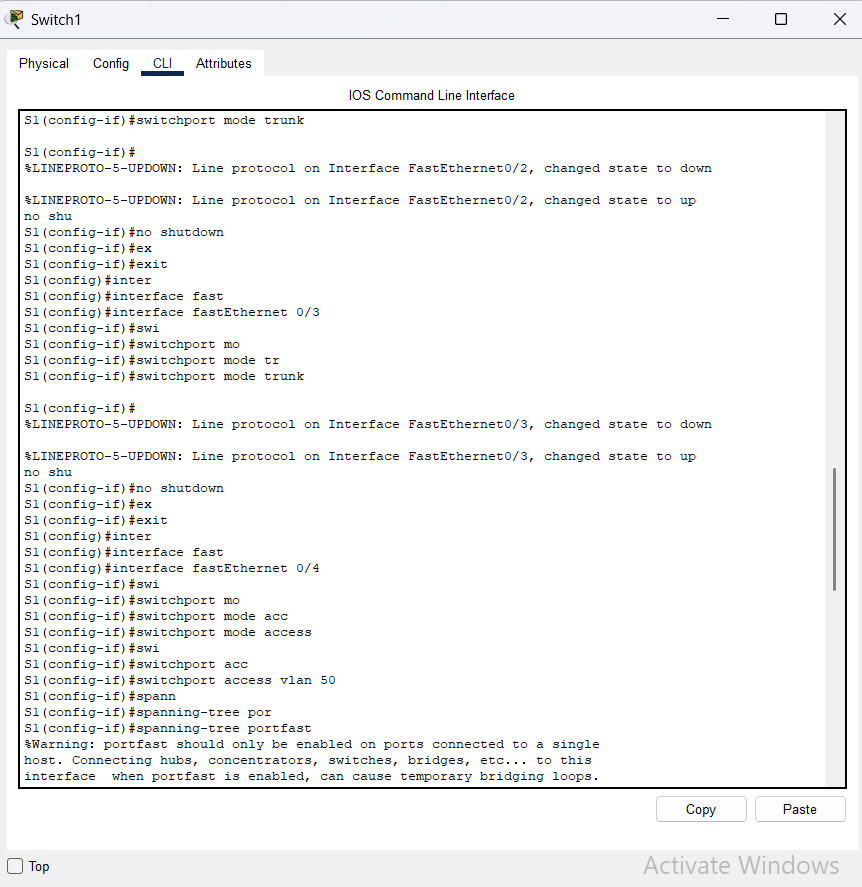 Switch1
Physical Config CLI Attributes
IOS Command Line Interface
S1(config-if)#switchport mode trunk
S1(config-if)#
%LINEPROTO-5-UPDOWN: Line protocol on Interface FastEthernet0/2, changed state to down
%LINEPROTO-5-UPDOWN: Line protocol on Interface FastEthernet0/2, changed state to up
no shu
S1(config-if)#no shutdown
S1(config-if)#ex
S1(config-if)#exit
S1(config)#inter
S1(config)#interface fast
S1(config)#interface fastEthernet 0/3
S1(config-if)#swi
S1(config-if)#switchport mo
S1(config-if)#switchport mode tr
S1(config-if)#switchport mode trunk
S1(config-if)#
%LINEPROTO-5-UPDOWN: Line protocol on Interface FastEthernet0/3, changed state to down
%LINEPROTO-5-UPDOWN: Line protocol on Interface FastEthernet0/3, changed state to up
no shu
S1(config-if)#no shutdown
S1(config-if)#ex
S1(config-if)#exit
S1(config)#inter
S1(config)#interface fast
S1(config)#interface fastEthernet 0/4
S1(config-if)#swi
S1(config-if)#switchport mo
S1(config-if)#switchport mode acc
S1(config-if)#switchport mode access
S1(config-if)#swi
S1(config-if)#switchport acc
S1(config-if)#switchport access vlan 50
S1(config-if)#spann
S1(config-if)#spanning-tree por
S1(config-if)#spanning-tree portfast
%Warning: portfast should only be enabled on ports connected to a single
host. Connecting hubs, concentrators, switches, bridges, etc... to this
interface  when portfast is enabled, can cause temporary bridging loops.
Copy Paste
Top
Activate Windows